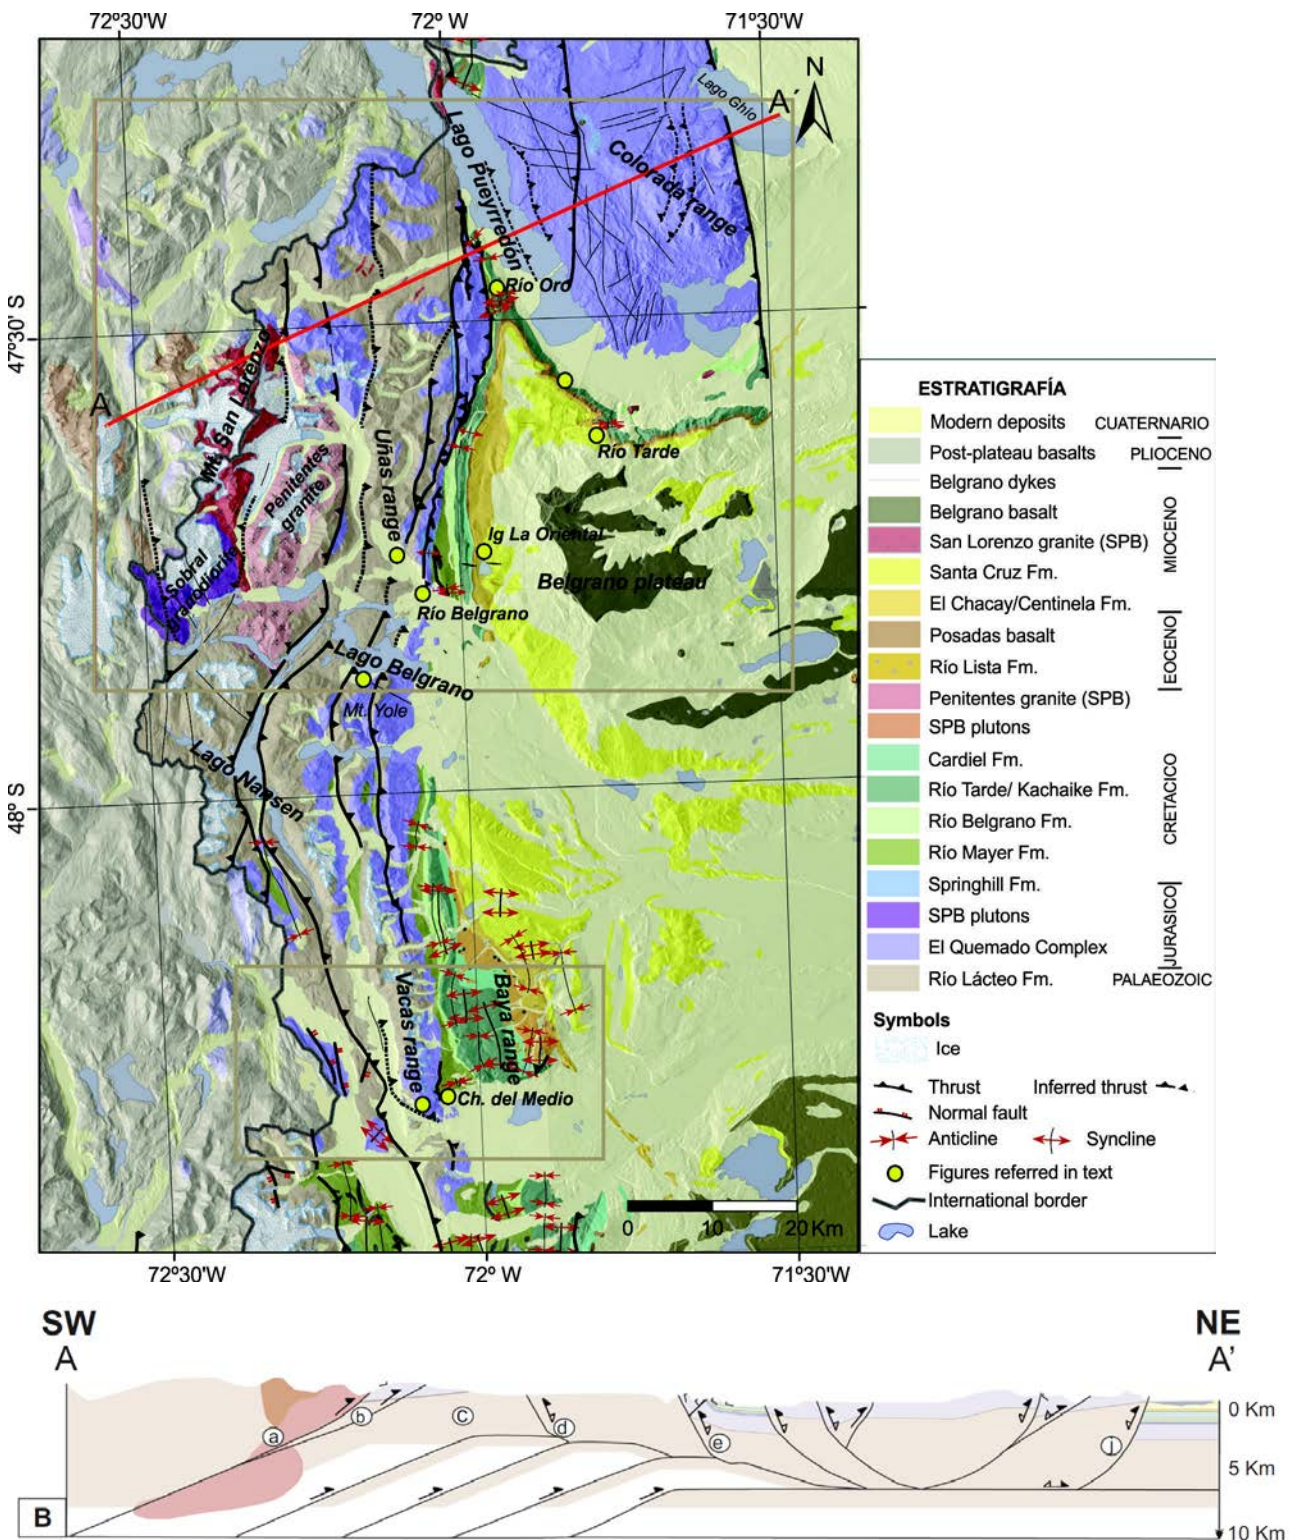 72º30'W
72ºW
71º30'W
N
Lago Ghío
A´
Lago Pueyrredón
Colorada range
Río Oro
47º30' S
A
Mt. San Lorenzo
Uñas range
Río Tarde
Penitentes
granite
lg La Oriental
Sobral
granodiorite
Belgrano plateau
Río Belgrano
Lago Belgrano
Mt. Yole
Lago Nansen
48º S
Vacas range
Baya range
Ch. del Medio
0
10
20 Km
72º30'W
72º W
71º30'W
ESTRATIGRAFÍA
Modern deposits CUATERNARIO
Post-plateau basalts PLIOCENO
Belgrano dykes
Belgrano basalt
San Lorenzo granite (SPB)
MIOCENO
Santa Cruz Fm.
El Chacay/Centinela Fm.
Posadas basalt
Río Lista Fm.
EOCENO
Penitentes granite (SPB)
SPB plutons
Cardiel Fm.
Río Tarde/ Kachaike Fm.
CRETACICO
Río Belgrano Fm.
Río Mayer Fm.
Springhill Fm.
SPB plutons
JURASICO
El Quemado Complex
Río Lácteo Fm. PALAEOZOIC
Symbols
Ice
Thrust Inferred thrust
Normal fault
Anticline Syncline
Figures referred in text
International border
Lake
SW NE
A A'
a
b
c
d
e
j
0 Km
5 Km
10 Km
B